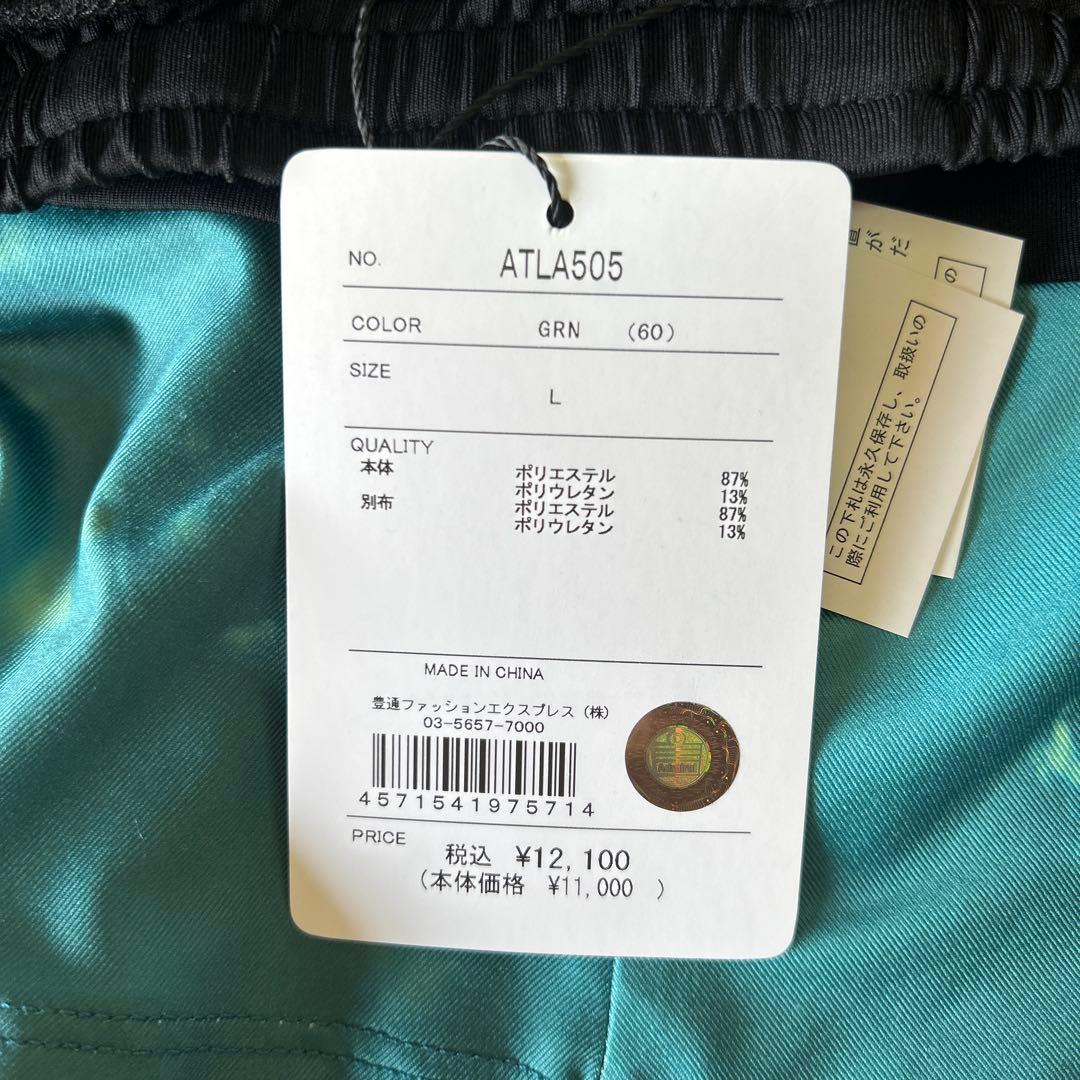 NO. ATLA505
COLOR GRN (60)
SIZE
L
QUALITY
本体 ポリエステル 87%
ポリウレタン 13%
別布 ポリエステル 87%
ポリウレタン 13%
MADE IN CHINA
豊通ファッションエクスプレス(株)
03-5657-7000
4571541975714
PRICE
税込 ¥12,100
(本体価格 ¥11,000 )
Admiral
この下札は永久保存し、取扱いの
際にご利用して下さい。
が
だ
の